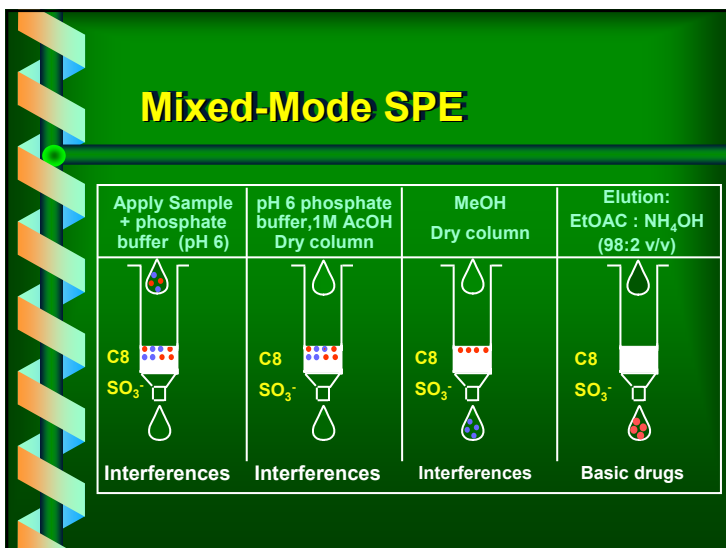 Mixed-Mode SPE
Apply Sample
+ phosphate
buffer (pH 6)
pH 6 phosphate
buffer,1M AcOH
Dry column
MeOH
Dry column
Elution:
EtOAC : NH₄OH
(98:2 v/v)
C8
SO₃⁻
Interferences
C8
SO₃⁻
Interferences
C8
SO₃⁻
Interferences
C8
SO₃⁻
Basic drugs